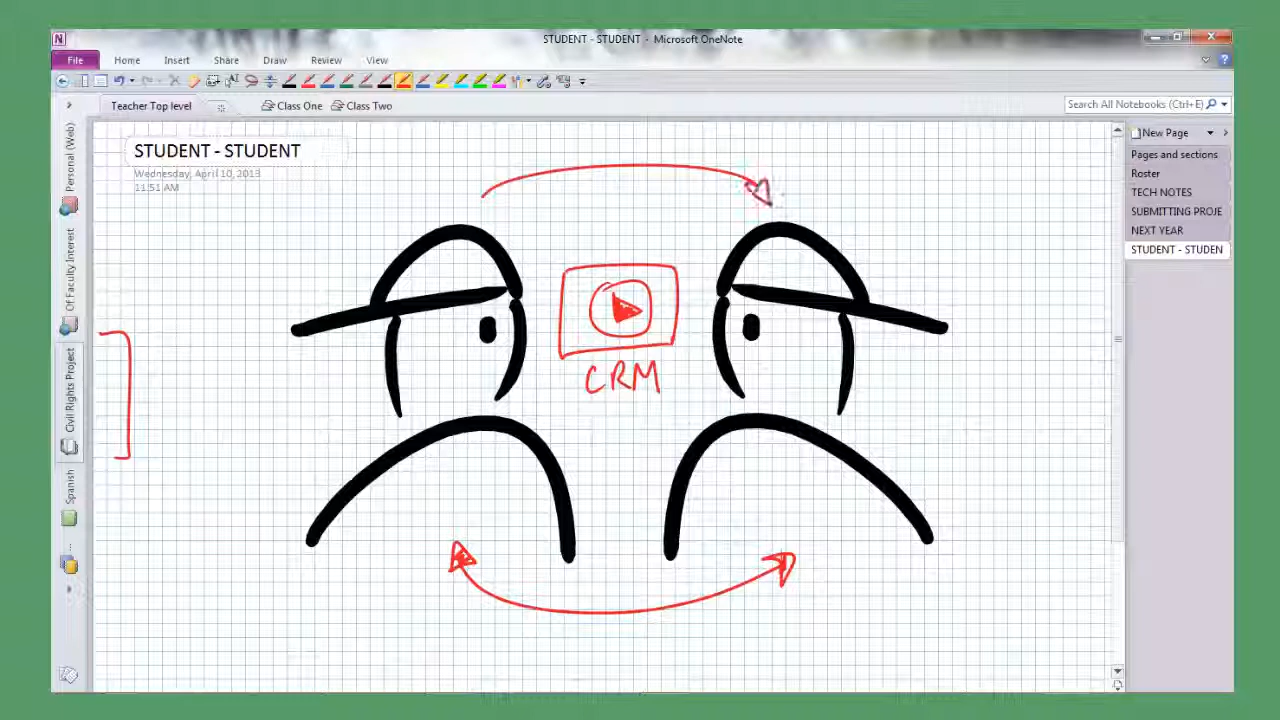 STUDENT - STUDENT - Microsoft OneNote
File Home Insert Share Draw Review View
Teacher Top level Class One Class Two
Search All Notebooks (Ctrl+E)
STUDENT - STUDENT
Wednesday, April 10, 2013
11:51 AM
CRM
Personal (Web)
Of Faculty Interest
Civil Rights Project
Spanish
New Page
Pages and sections
Roster
TECH NOTES
SUBMITTING PROJE
NEXT YEAR
STUDENT - STUDEN